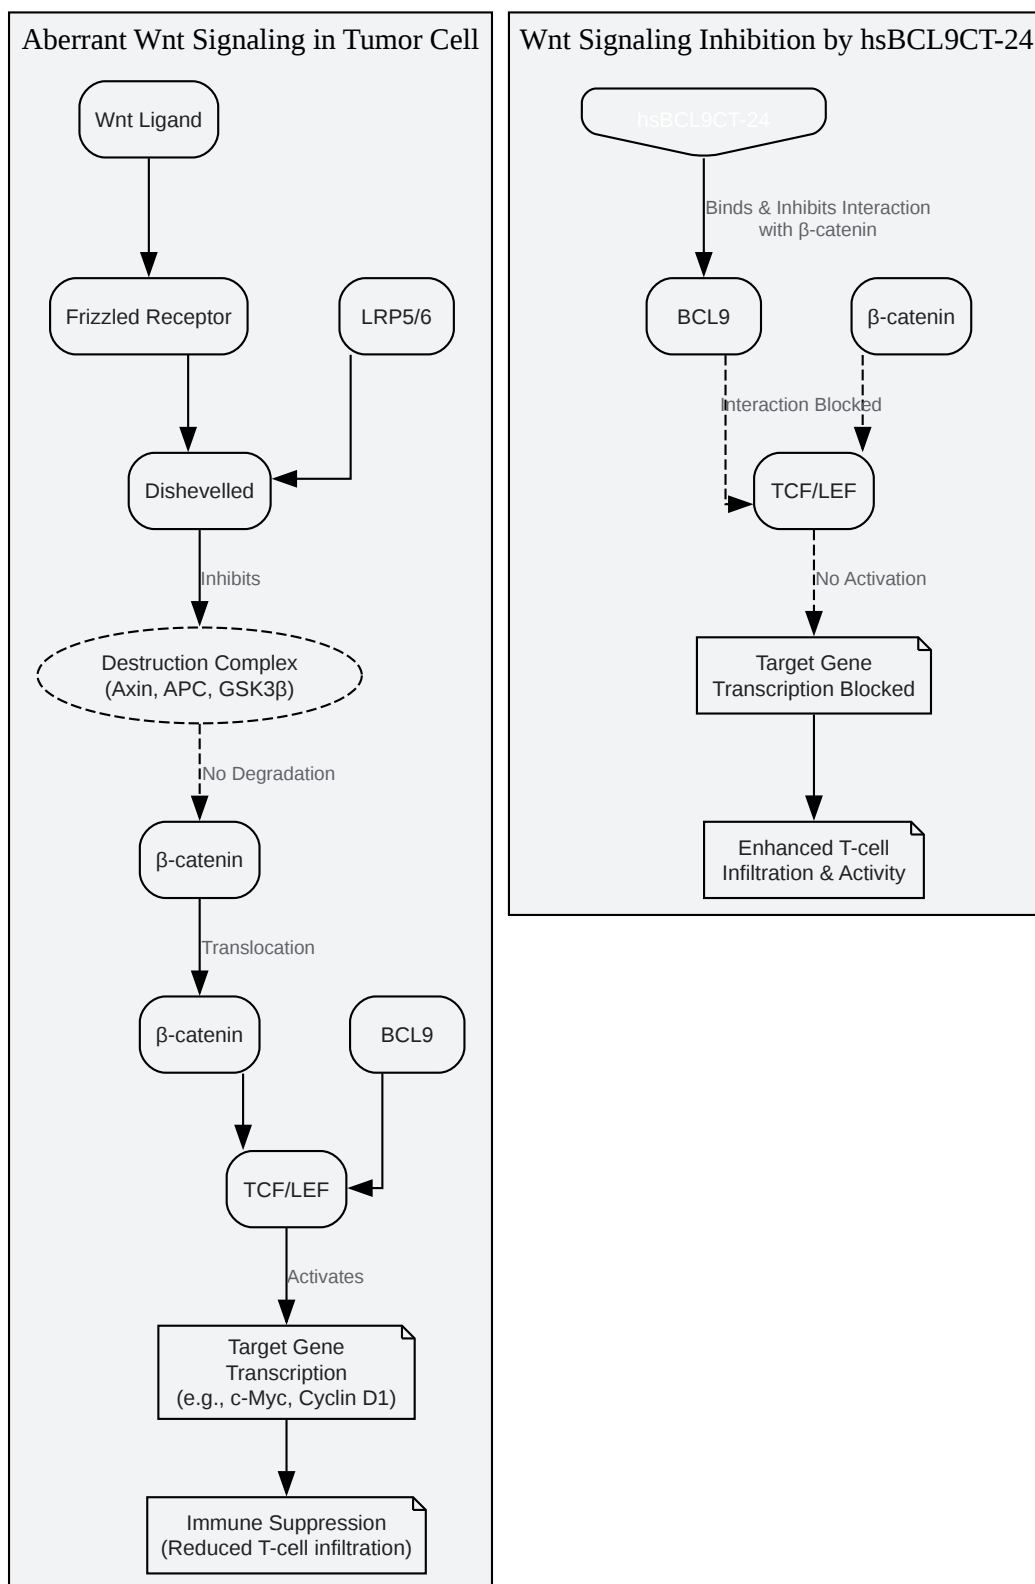 Aberrant Wnt Signaling in Tumor Cell
Wnt Ligand
Frizzled Receptor
LRP5/6
Dishevelled
Inhibits
Destruction Complex
(Axin, APC, GSK3β)
No Degradation
β-catenin
Translocation
β-catenin
BCL9
TCF/LEF
Activates
Target Gene
Transcription
(e.g., c-Myc, Cyclin D1)
Immune Suppression
(Reduced T-cell infiltration)
Wnt Signaling Inhibition by hsBCL9CT-24
hsBCL9CT-24
Binds & Inhibits Interaction
with β-catenin
BCL9
β-catenin
Interaction Blocked
TCF/LEF
No Activation
Target Gene
Transcription Blocked
Enhanced T-cell
Infiltration & Activity